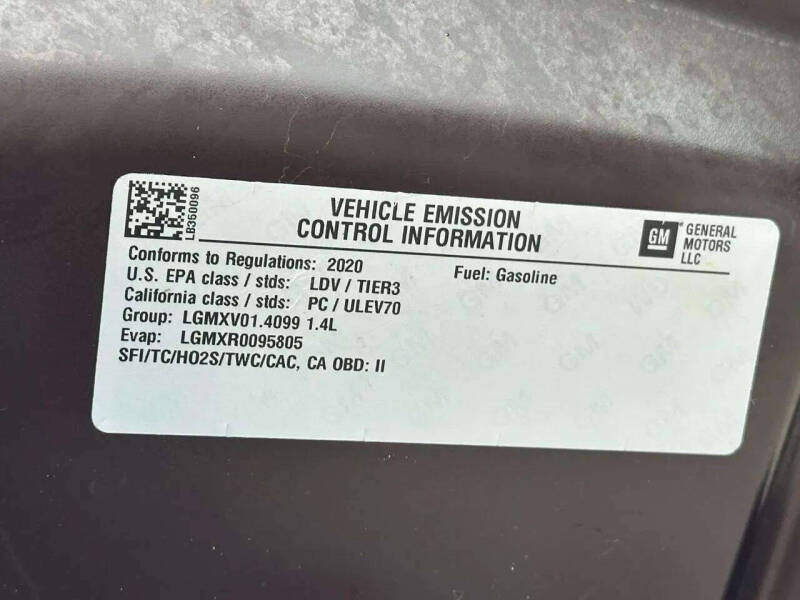 LB360096
VEHICLE EMISSION
CONTROL INFORMATION
GM
GENERAL
MOTORS
LLC
Conforms to Regulations: 2020
Fuel: Gasoline
U.S. EPA class / stds: LDV / TIER3
California class / stds: PC / ULEV70
Group: LGMXV01.4099 1.4L
Evap: LGMXR0095805
SFI/TC/HO2S/TWC/CAC, CA OBD: II